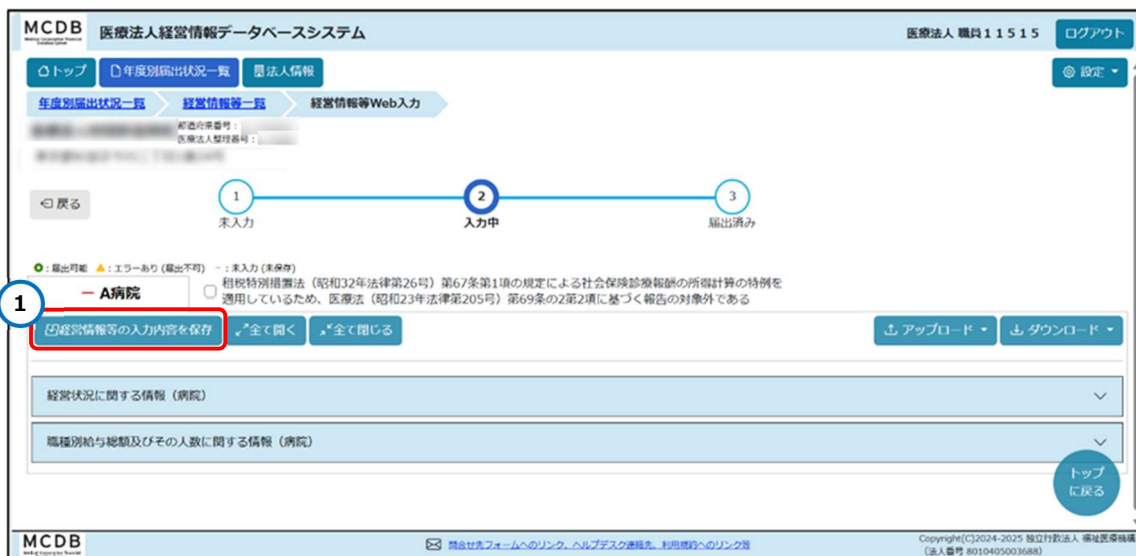 MCDB 医療法人経営情報データベースシステム 医療法人 職員11515 ログアウト
トップ 年度別届出状況一覧 法人情報 設定
年度別届出状況一覧 経営情報等一覧 経営情報等Web入力
都道府県番号:
医療法人整理番号:
戻る
1 2 3
未入力 入力中 届出済み
:届出可能 :エラーあり (届出不可) -:未入力 (未保存)
ー A病院
租税特別措置法(昭和32年法律第26号)第67条第1項の規定による社会保険診療報酬の所得計算の特例を
適用しているため、医療法(昭和23年法律第205号)第69条の2第2項に基づく報告の対象外である
1
経営情報等の入力内容を保存 全て開く 全て閉じる アップロード ダウンロード
経営状況に関する情報(病院)
職種別給与総額及びその人数に関する情報(病院)
トップ
に戻る
MCDB 問合せ先フォームへのリンク、ヘルプデスク連絡先、利用規約へのリンク等
Copyright(C)2024-2025 独立行政法人 福祉医療機構
(法人番号 8010405003688)